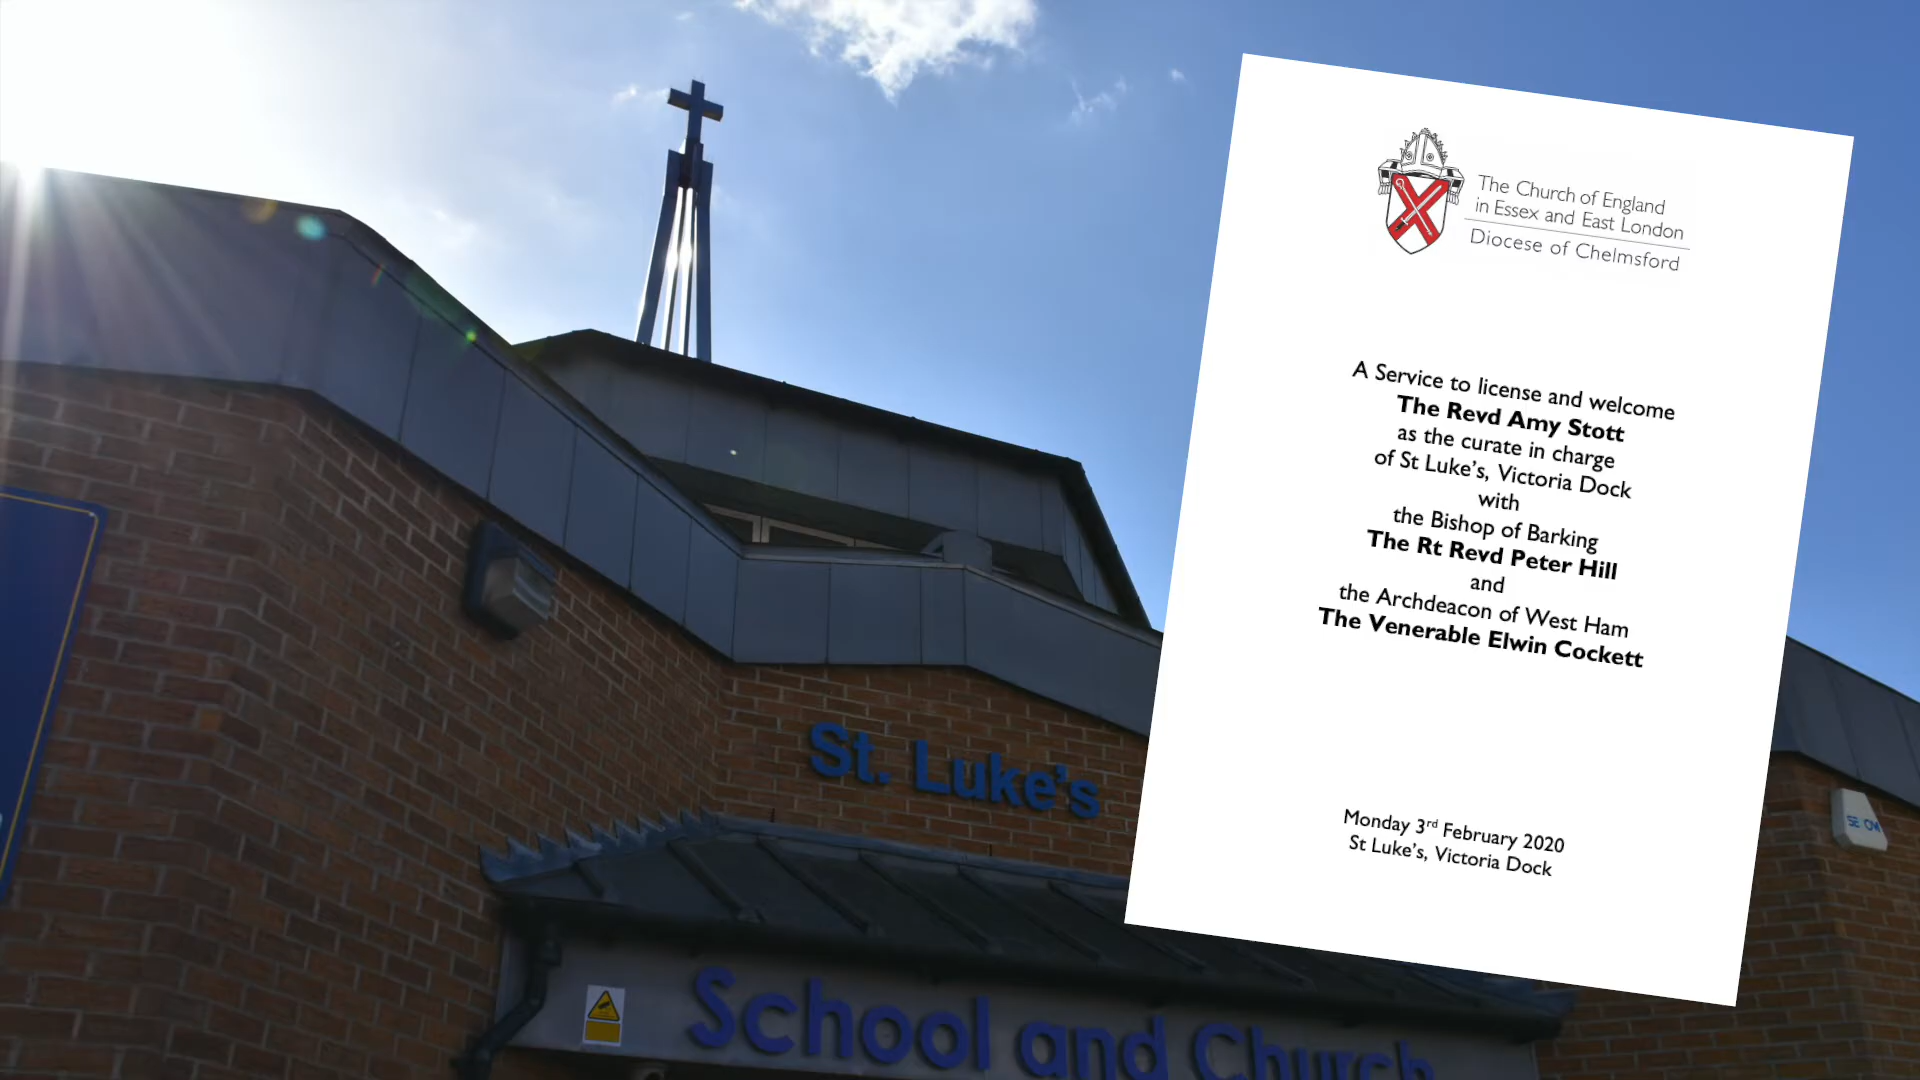 The Church of England
in Essex and East London
Diocese of Chelmsford
A Service to license and welcome
The Revd Amy Stott
as the curate in charge
of St Luke's, Victoria Dock
with
the Bishop of Barking
The Rt Revd Peter Hill
and
the Archdeacon of West Ham
The Venerable Elwin Cockett
Monday 3rd February 2020
St Luke's, Victoria Dock
St. Luke's
School and Church